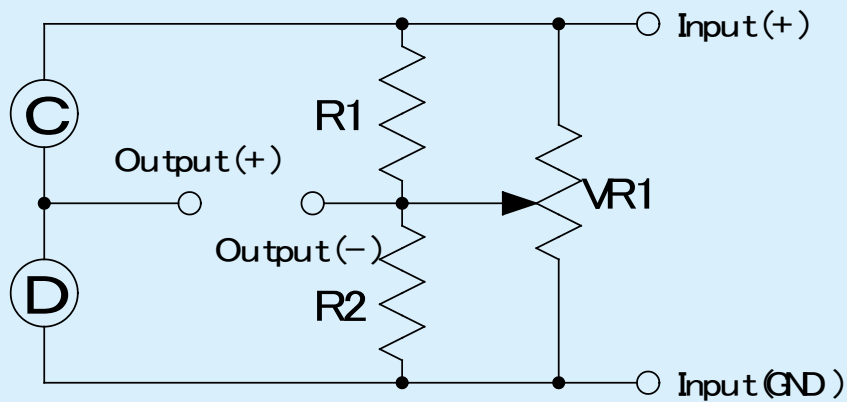 Input(+)
C
R1
Output(+)
VR1
Output(-)
D
R2
Input(GND)